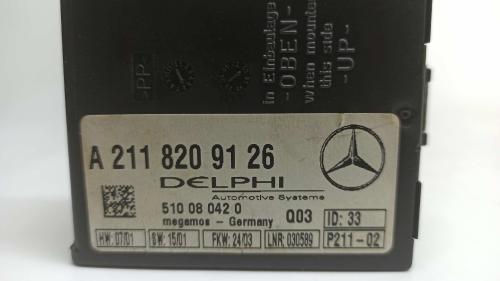 -PP-
in Einbaulage
-OBEN-
when mounted
this side
-UP-
A 211 820 91 26
DELPHI
Automotive Systems
510 08 042 0
megamos - Germany
Q03
ID: 33
HW: 07/01
SW: 15/01
FKW: 24/03
LNR: 030589
P211-02